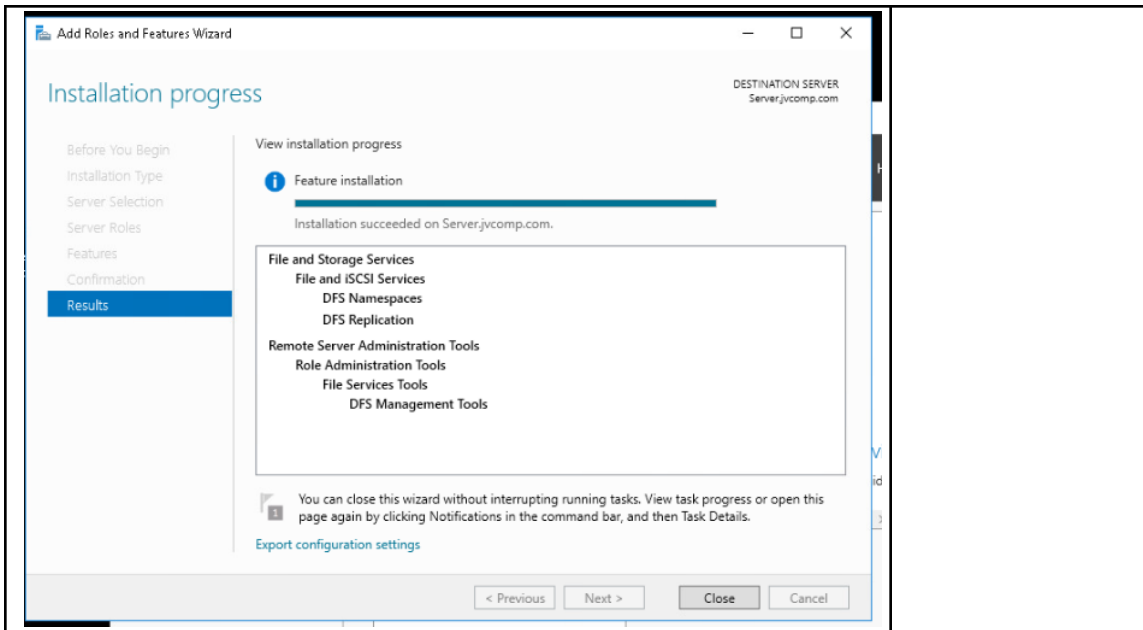 Add Roles and Features Wizard
Installation progress
DESTINATION SERVER
Server.jvcomp.com
Before You Begin
Installation Type
Server Selection
Server Roles
Features
Confirmation
Results
View installation progress
Feature installation
Installation succeeded on Server.jvcomp.com.
File and Storage Services
File and iSCSI Services
DFS Namespaces
DFS Replication
Remote Server Administration Tools
Role Administration Tools
File Services Tools
DFS Management Tools
1
You can close this wizard without interrupting running tasks. View task progress or open this
page again by clicking Notifications in the command bar, and then Task Details.
Export configuration settings
< Previous
Next >
Close
Cancel